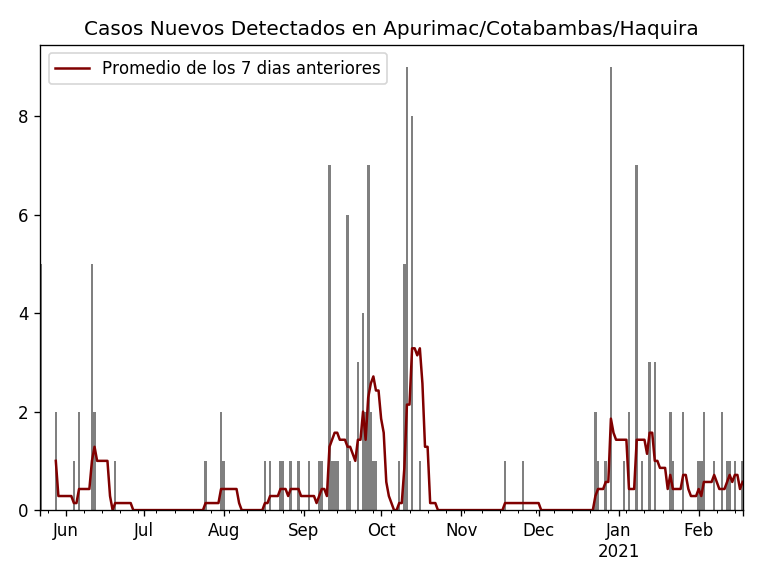 Casos Nuevos Detectados en Apurimac/Cotabambas/Haquira
Promedio de los 7 dias anteriores
8
6
4
2
0
Jun Jul Aug Sep Oct Nov Dec Jan Feb
2021